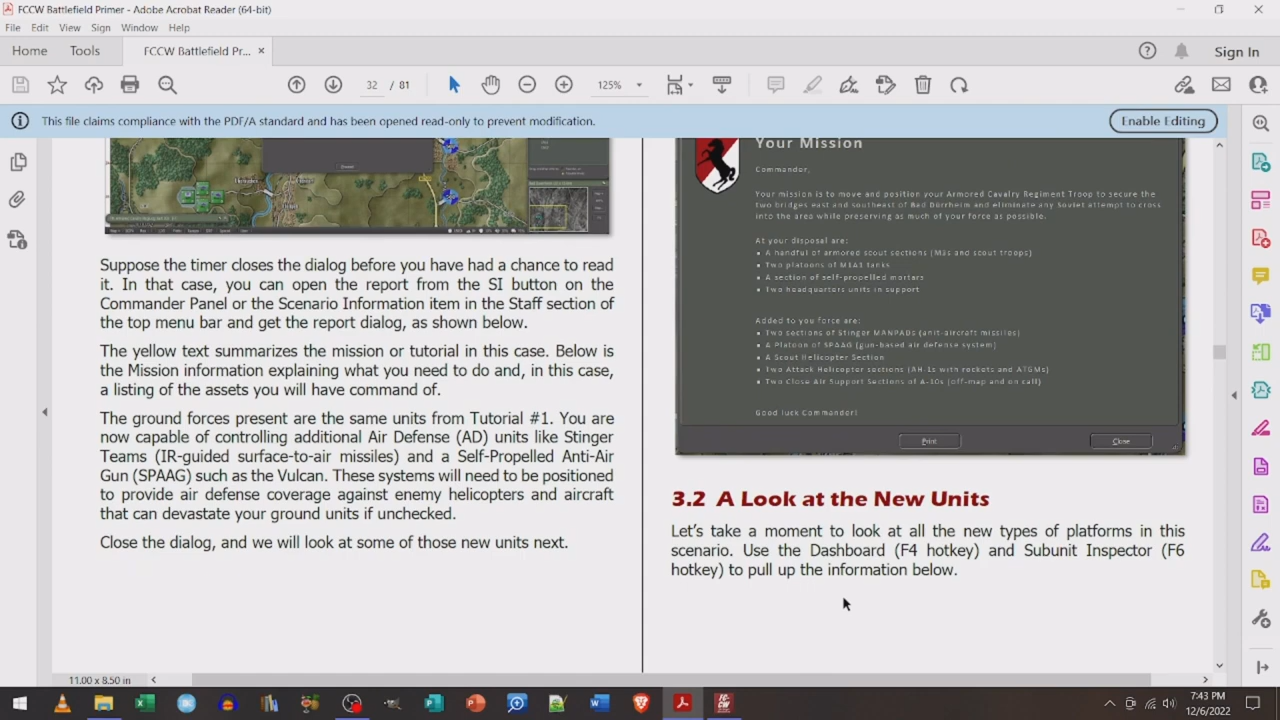 FCCW Battlefield Primer - Adobe Acrobat Reader (64-bit)
File Edit View Sign Window Help
Home Tools FCCW Battlefield Pr... ×
Sign In
32 / 81
125%
This file claims compliance with the PDF/A standard and has been opened read-only to prevent modification.
Enable Editing
Suppose the timer closes the dialog before you have had a chance to read
it. In that case, you can open the report from the SI button on the
Commander Panel or the Scenario Information item in the Staff section of
the top menu bar and get the report dialog, as shown below.
The yellow text summarizes the mission or tutorial in this case. Below is
the Mission information explaining what you need to do and, in this case,
a listing of the assets you will have command of.
The ground forces present are the same units from Tutorial #1. You are
now capable of controlling additional Air Defense (AD) units like Stinger
Teams (IR-guided surface-to-air missiles) and a Self-Propelled Anti-Air
Gun (SPAAG) such as the Vulcan. These systems will need to be positioned
to provide air defense coverage against enemy helicopters and aircraft
that can devastate your ground units if unchecked.
Close the dialog, and we will look at some of those new units next.
Your Mission
Commander,
Your mission is to move and position your Armored Cavalry Regiment Troop to secure the
two bridges east and southeast of Bad Dürrheim and eliminate any Soviet attempt to cross
into the area while preserving as much of your force as possible.
At your disposal are:
• A handful of armored scout sections (M3s and scout troops)
• Two platoons of M1A1 tanks
• A section of self-propelled mortars
• Two headquarters units in support
Added to you force are:
• Two sections of Stinger MANPADs (anit-aircraft missiles)
• A Platoon of SPAAG (gun-based air defense system)
• A Scout Helicopter Section
• Two Attack Helicopter sections (AH-1s with rockets and ATGMs)
• Two Close Air Support Sections of A-10s (off-map and on call)
Good luck Commander!
Print Close
3.2 A Look at the New Units
Let's take a moment to look at all the new types of platforms in this
scenario. Use the Dashboard (F4 hotkey) and Subunit Inspector (F6
hotkey) to pull up the information below.
11.00 x 8.50 in
7:43 PM
12/6/2022